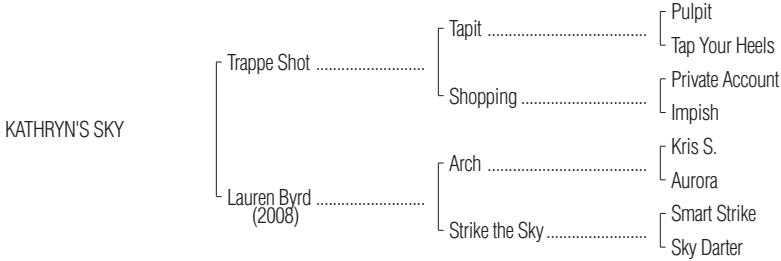 Pulpit
Tapit ..............................
Tap Your Heels
Trappe Shot ........................
Private Account
Shopping ...........................
Impish
KATHRYN'S SKY
Kris S.
Arch ................................
Aurora
Lauren Byrd ........................
(2008)
Smart Strike
Strike the Sky .......................
Sky Darter